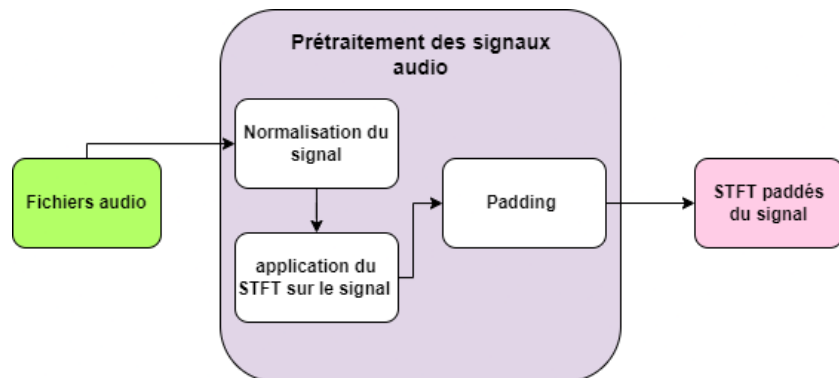 Prétraitement des signaux
audio
Fichiers audio
Normalisation du
signal
application du
STFT sur le signal
Padding
STFT paddés
du signal